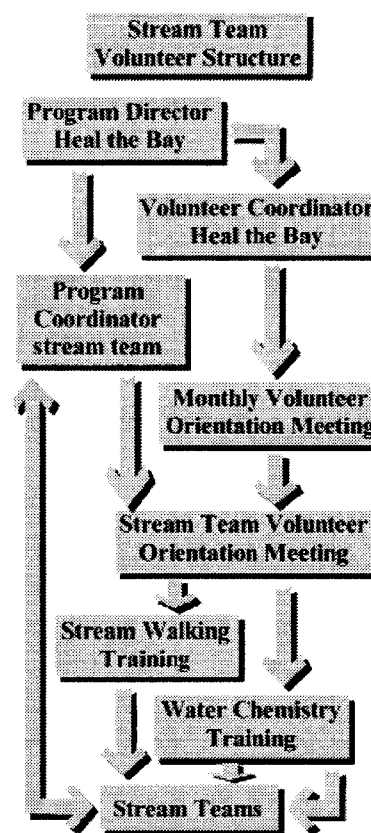 Stream Team
Volunteer Structure
Program Director
Heal the Bay
Volunteer Coordinator
Heal the Bay
Program
Coordinator
stream team
Monthly Volunteer
Orientation Meeting
Stream Team Volunteer
Orientation Meeting
Stream Walking
Training
Water Chemistry
Training
Stream Teams